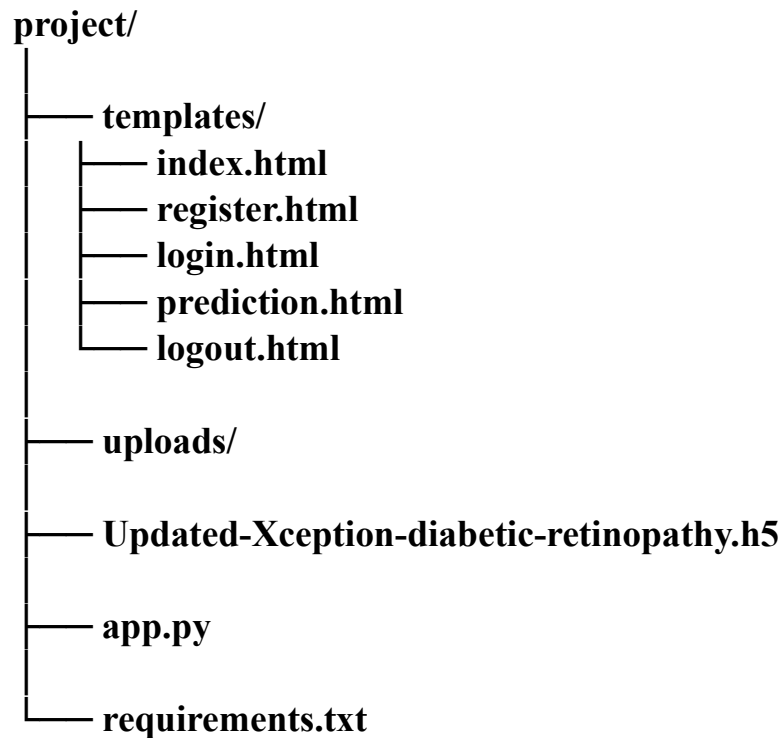 project/
templates/
index.html
register.html
login.html
prediction.html
logout.html
uploads/
Updated-Xception-diabetic-retinopathy.h5
app.py
requirements.txt